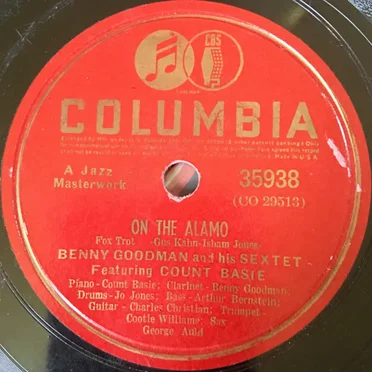 CBS
COLUMBIA
Made in U.S.A.
A Jazz
Masterwork
35938
(CO 29513)
ON THE ALAMO
Fox Trot -Gus Kahn-Isham Jones-
BENNY GOODMAN and his SEXTET
Featuring COUNT BASIE
Piano-Count Basie; Clarinet-Benny Goodman;
Drums-Jo Jones; Bass-Arthur Bernstein;
Guitar-Charles Christian; Trumpet-
Cootie Williams; Sax-
George Auld